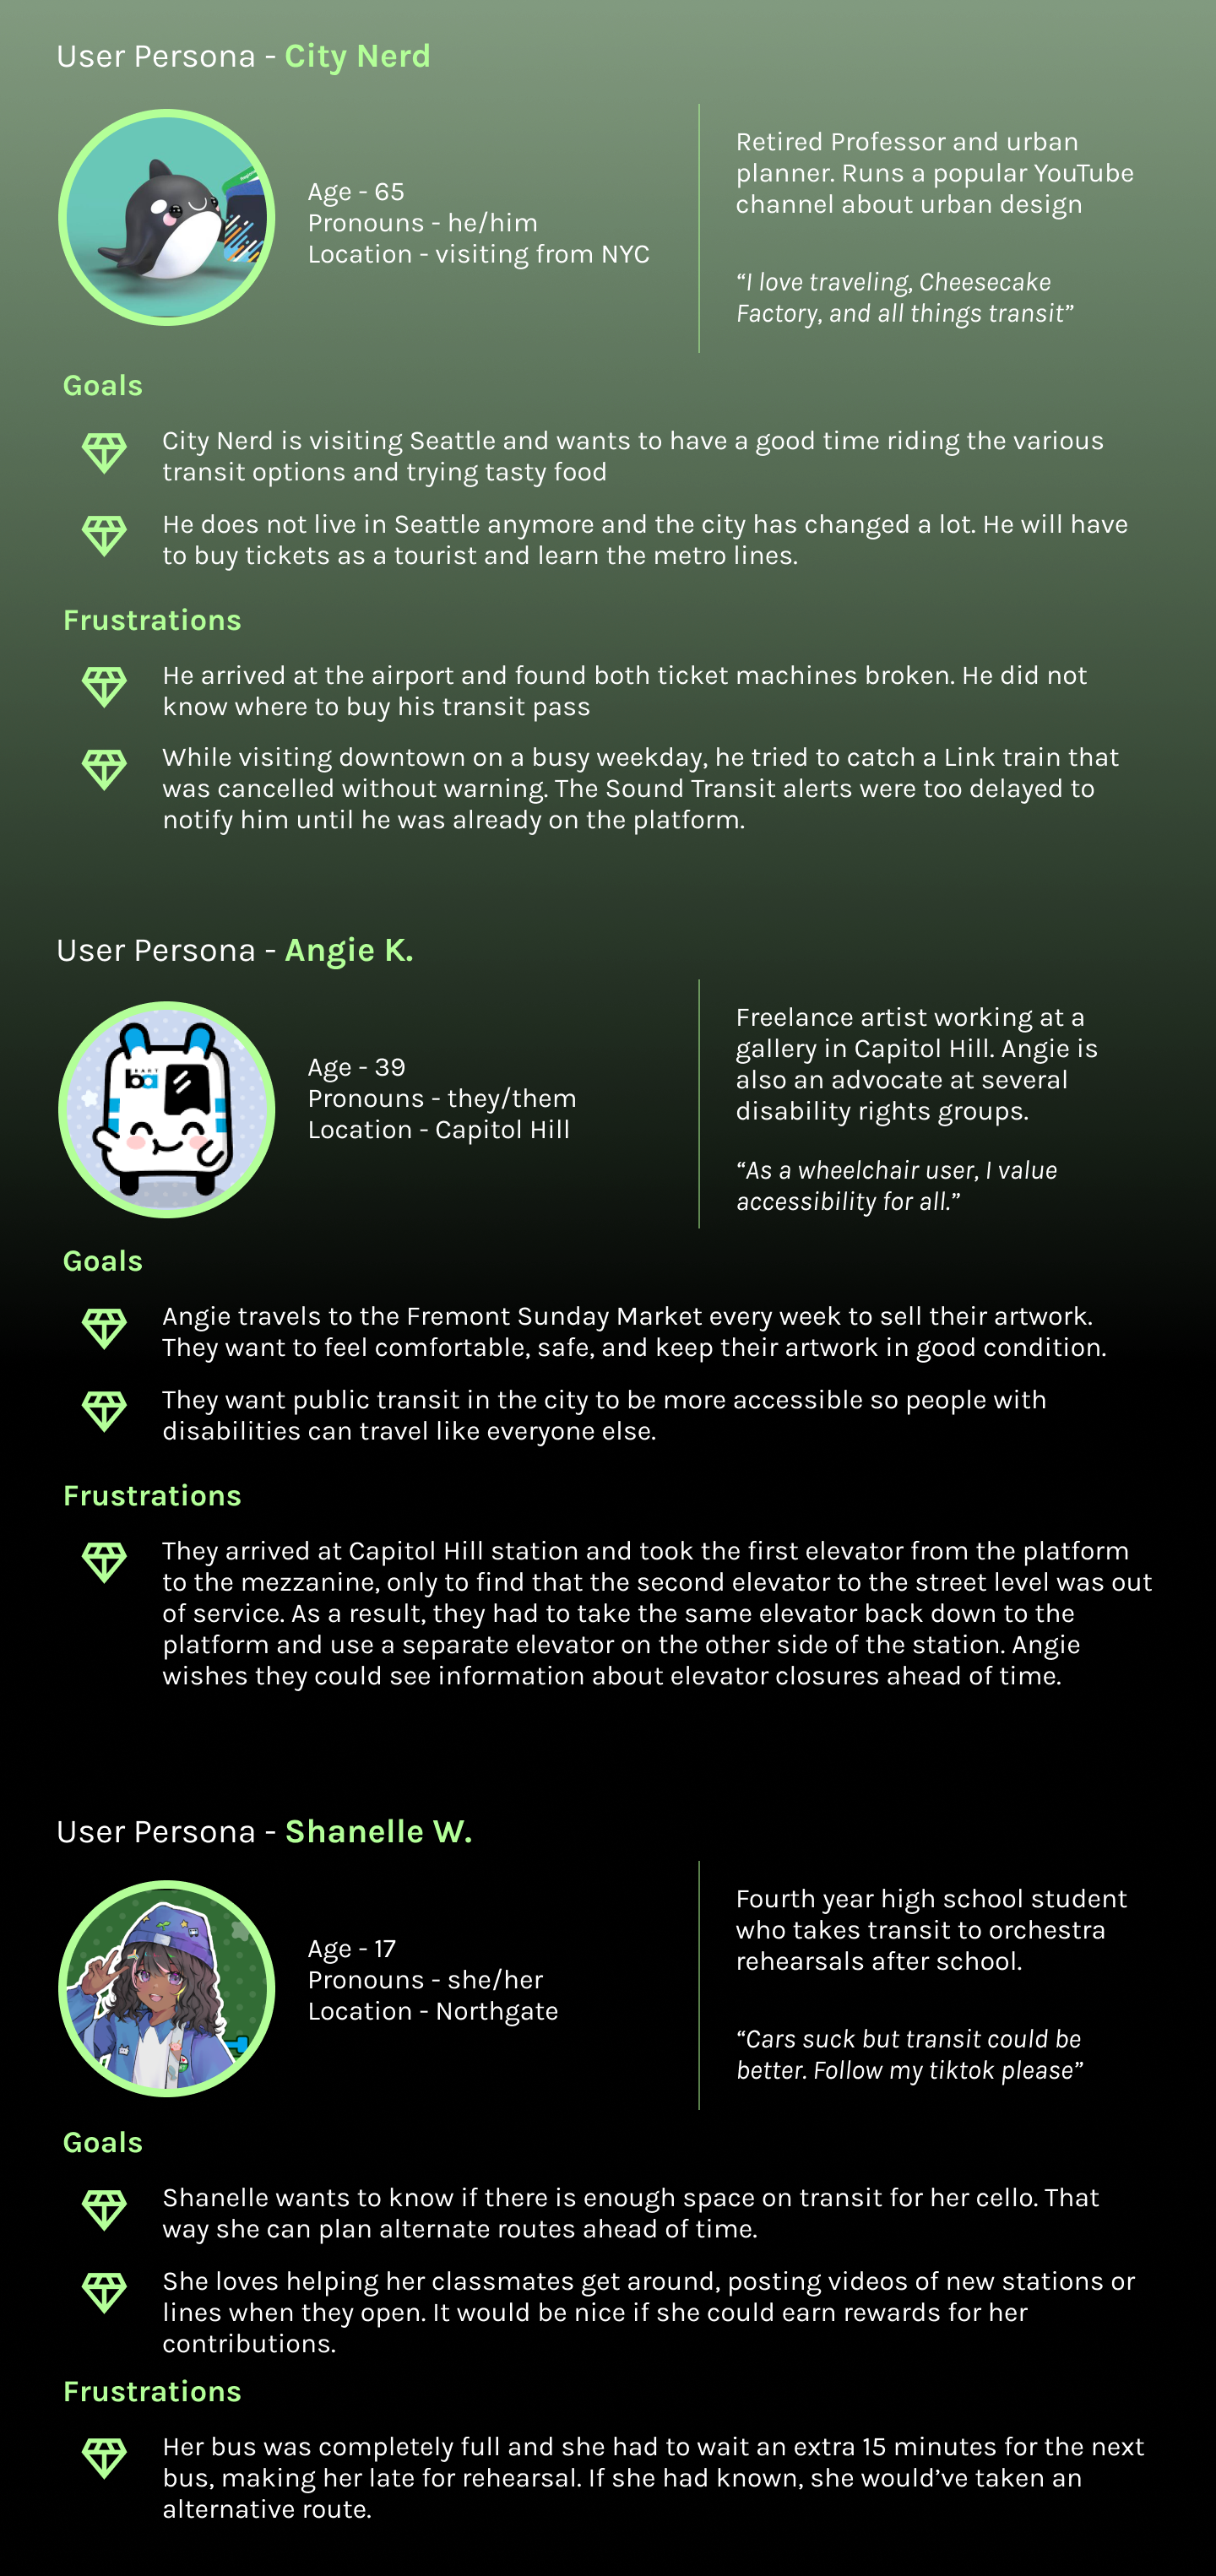 User Persona - City Nerd
Age - 65
Pronouns - he/him
Location - visiting from NYC
Retired Professor and urban
planner. Runs a popular YouTube
channel about urban design
“I love traveling, Cheesecake
Factory, and all things transit”
Goals
City Nerd is visiting Seattle and wants to have a good time riding the various
transit options and trying tasty food
He does not live in Seattle anymore and the city has changed a lot. He will have
to buy tickets as a tourist and learn the metro lines.
Frustrations
He arrived at the airport and found both ticket machines broken. He did not
know where to buy his transit pass
While visiting downtown on a busy weekday, he tried to catch a Link train that
was cancelled without warning. The Sound Transit alerts were too delayed to
notify him until he was already on the platform.
User Persona - Angie K.
ba
Age - 39
Pronouns - they/them
Location - Capitol Hill
Freelance artist working at a
gallery in Capitol Hill. Angie is
also an advocate at several
disability rights groups.
“As a wheelchair user, I value
accessibility for all.”
Goals
Angie travels to the Fremont Sunday Market every week to sell their artwork.
They want to feel comfortable, safe, and keep their artwork in good condition.
They want public transit in the city to be more accessible so people with
disabilities can travel like everyone else.
Frustrations
They arrived at Capitol Hill station and took the first elevator from the platform
to the mezzanine, only to find that the second elevator to the street level was out
of service. As a result, they had to take the same elevator back down to the
platform and use a separate elevator on the other side of the station. Angie
wishes they could see information about elevator closures ahead of time.
User Persona - Shanelle W.
Age - 17
Pronouns - she/her
Location - Northgate
Fourth year high school student
who takes transit to orchestra
rehearsals after school.
“Cars suck but transit could be
better. Follow my tiktok please”
Goals
Shanelle wants to know if there is enough space on transit for her cello. That
way she can plan alternate routes ahead of time.
She loves helping her classmates get around, posting videos of new stations or
lines when they open. It would be nice if she could earn rewards for her
contributions.
Frustrations
Her bus was completely full and she had to wait an extra 15 minutes for the next
bus, making her late for rehearsal. If she had known, she would’ve taken an
alternative route.